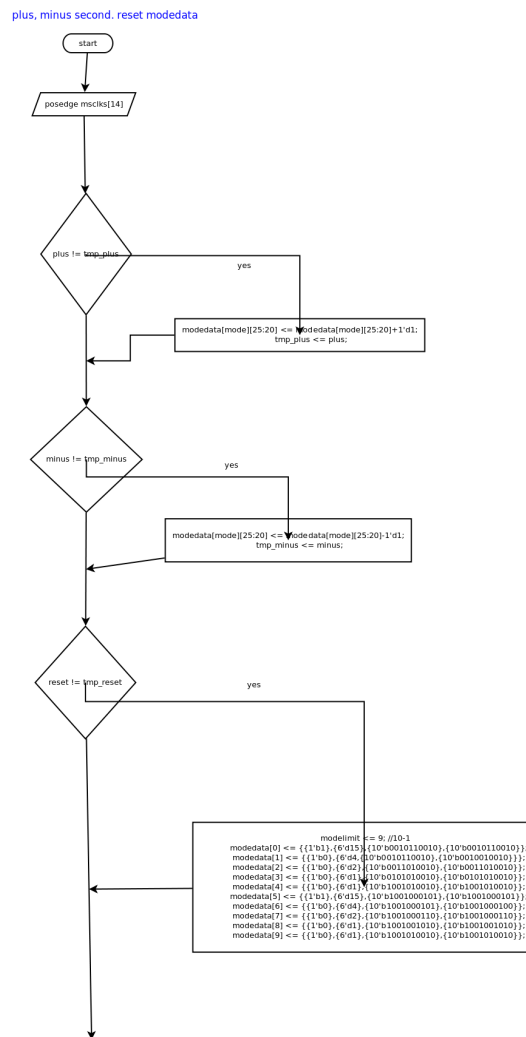 plus, minus second. reset modedata
start
posedge msclks[14]
plus != tmp_plus
yes
modedata[mode][25:20] <= modedata[mode][25:20]+1'd1;
tmp_plus <= plus;
minus != tmp_minus
yes
modedata[mode][25:20] <= modedata[mode][25:20]-1'd1;
tmp_minus <= minus;
reset != tmp_reset
yes
modelimit <= 9; //10-1
modedata[0] <= {{1'b1},{6'd15},{10'b0010110010},{10'b0010110010}};
modedata[1] <= {{1'b0},{6'd4,{10'b0010110010},{10'b0010010010}}};
modedata[2] <= {{1'b0},{6'd2},{10'b0011010010},{10'b0011010010}};
modedata[3] <= {{1'b0},{6'd1},{10'b0101010010},{10'b0101010010}};
modedata[4] <= {{1'b0},{6'd1},{10'b1001010010},{10'b1001010010}};
modedata[5] <= {{1'b1},{6'd15},{10'b1001000101},{10'b1001000101}};
modedata[6] <= {{1'b0},{6'd4},{10'b1001000101},{10'b1001000100}};
modedata[7] <= {{1'b0},{6'd2},{10'b1001000110},{10'b1001000110}};
modedata[8] <= {{1'b0},{6'd1},{10'b1001001010},{10'b1001001010}};
modedata[9] <= {{1'b0},{6'd1},{10'b1001010010},{10'b1001010010}};